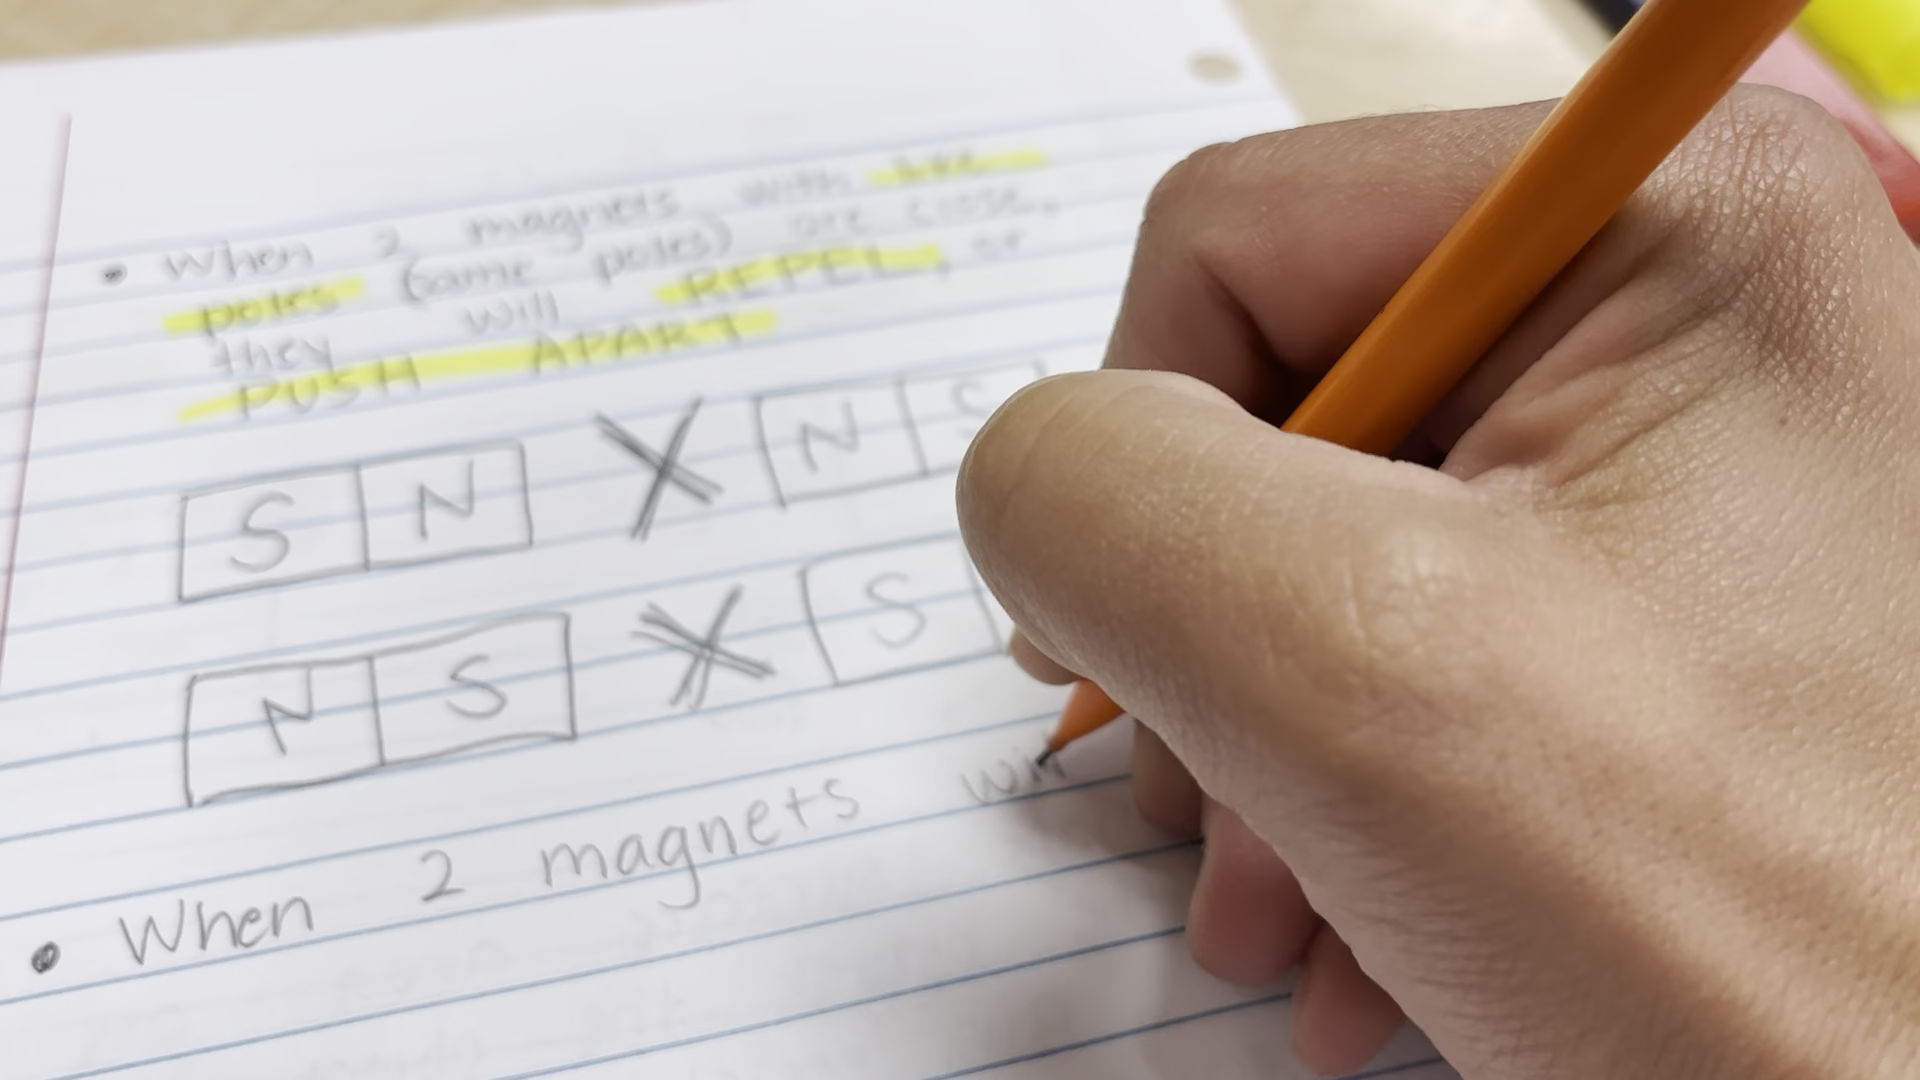 • When 2 magnets with like
poles (same poles) are close,
they will REPEL, or
PUSH APART
S N X N S
N S X S
• When 2 magnets wi